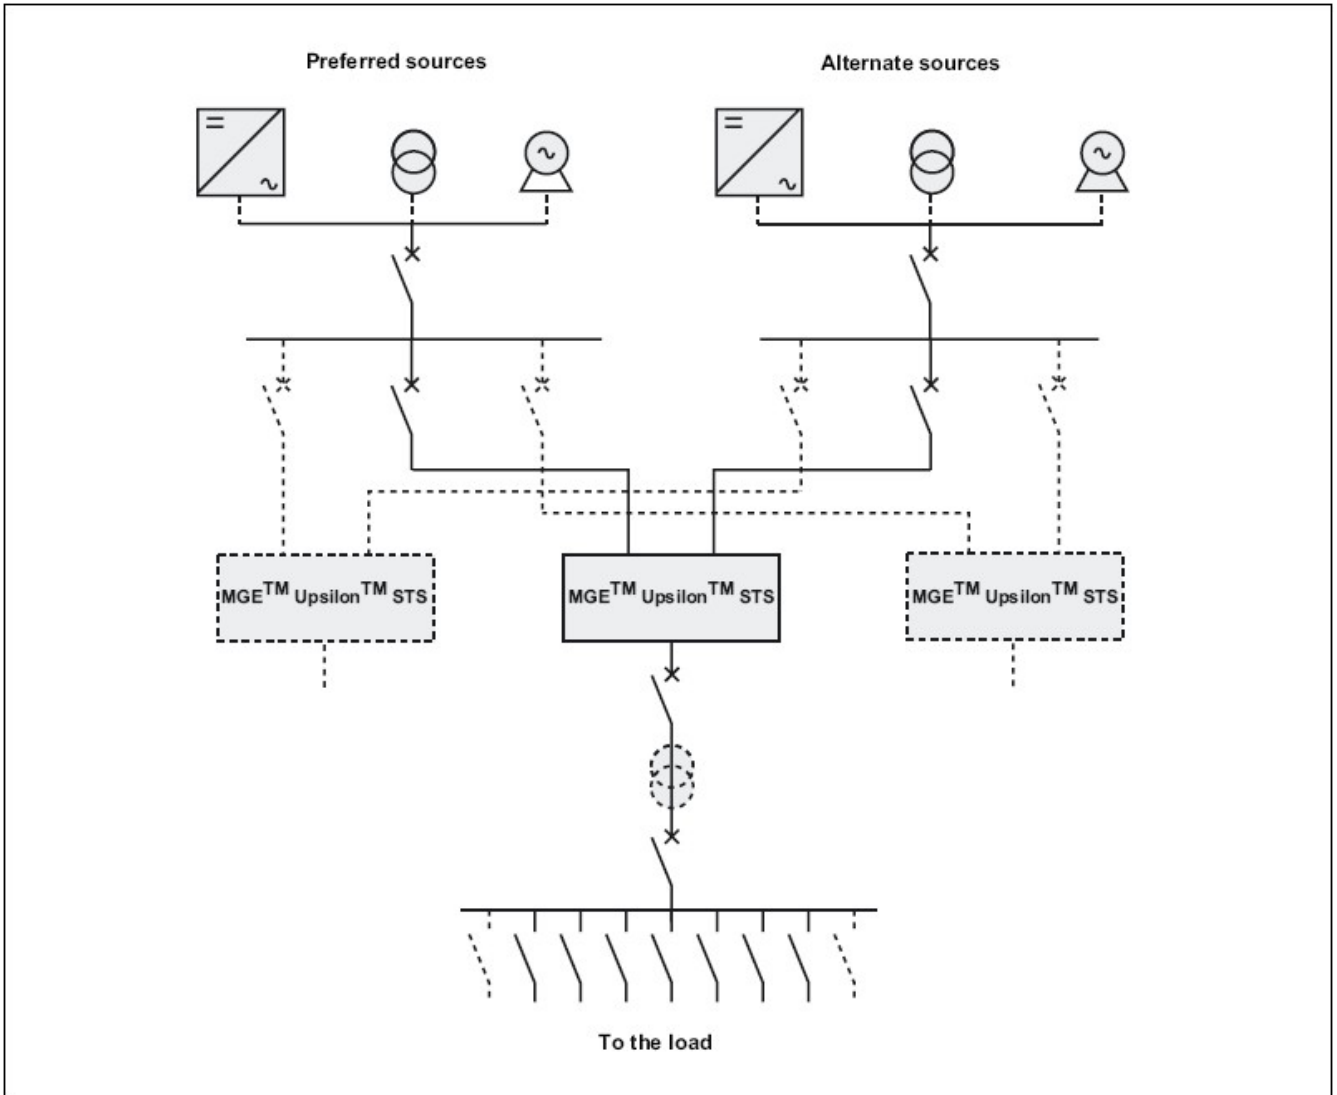 Preferred sources
Alternate sources
MGE™ Upsilon™ STS
MGE™ Upsilon™ STS
MGE™ Upsilon™ STS
To the load